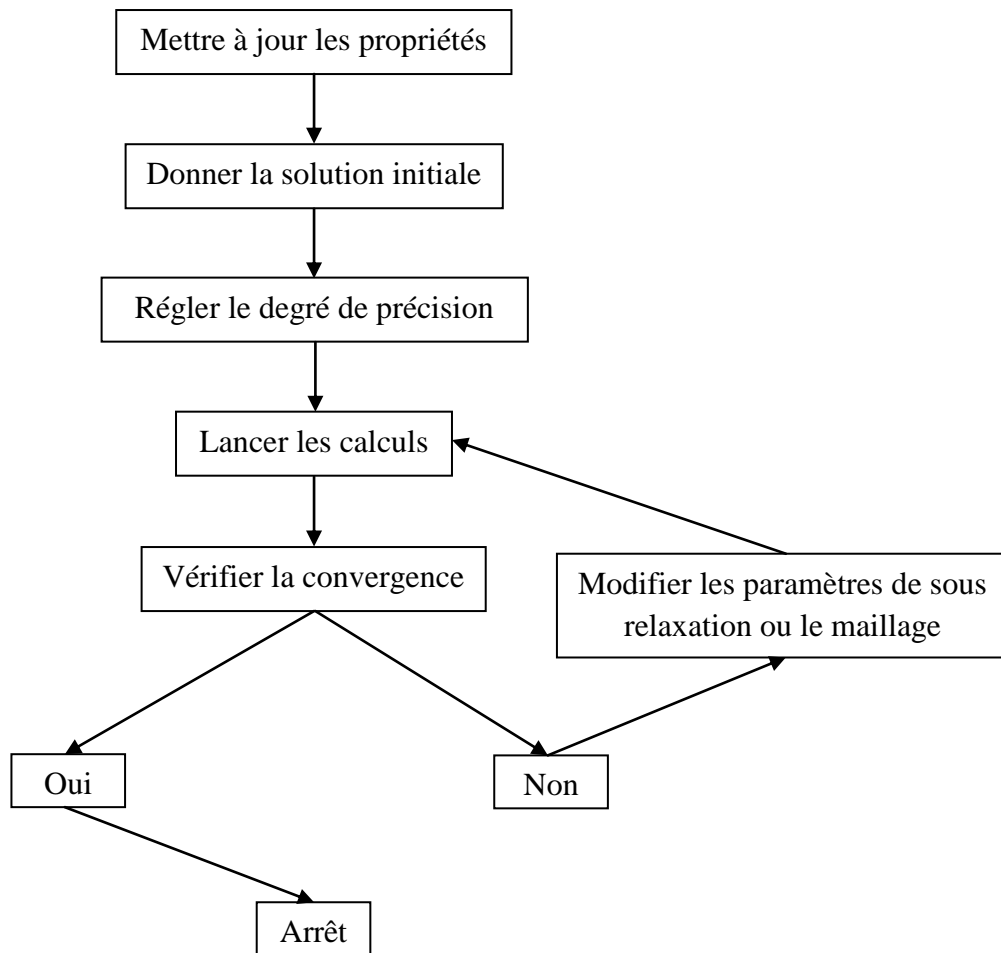 Mettre à jour les propriétés
Donner la solution initiale
Régler le degré de précision
Lancer les calculs
Vérifier la convergence
Modifier les paramètres de sous
relaxation ou le maillage
Oui
Non
Arrêt